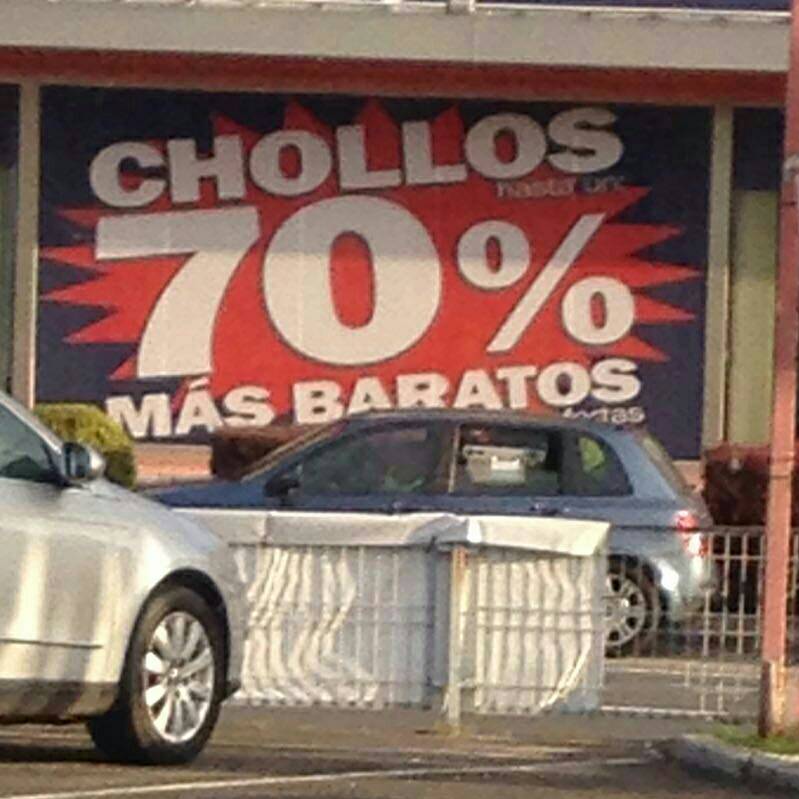 CHOLLOS
hasta un
70%
MÁS BARATOS